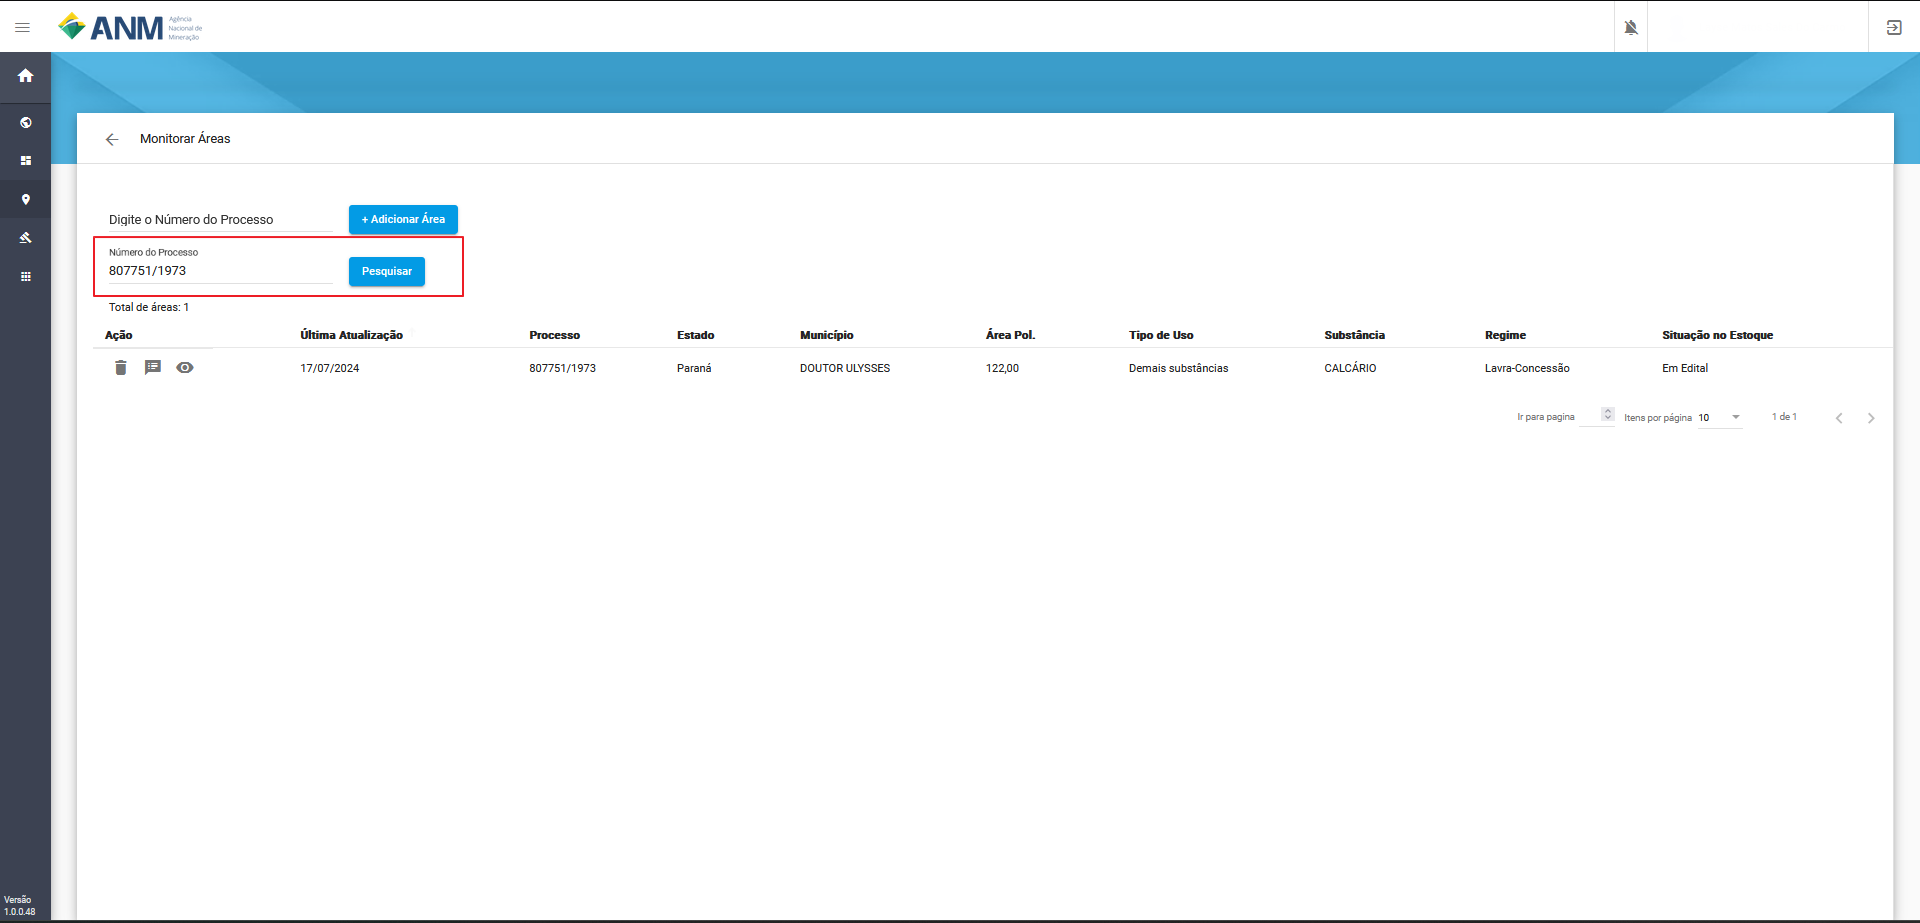 ANM Agência
Nacional de
Mineração
Monitorar Áreas
Digite o Número do Processo
+ Adicionar Área
Número do Processo
807751/1973
Pesquisar
Total de áreas: 1
Ação Última Atualização Processo Estado Município Área Pol. Tipo de Uso Substância Regime Situação no Estoque
17/07/2024 807751/1973 Paraná DOUTOR ULYSSES 122,00 Demais substâncias CALCÁRIO Lavra-Concessão Em Edital
Ir para pagina Itens por página 10 1 de 1
Versão
1.0.0.48